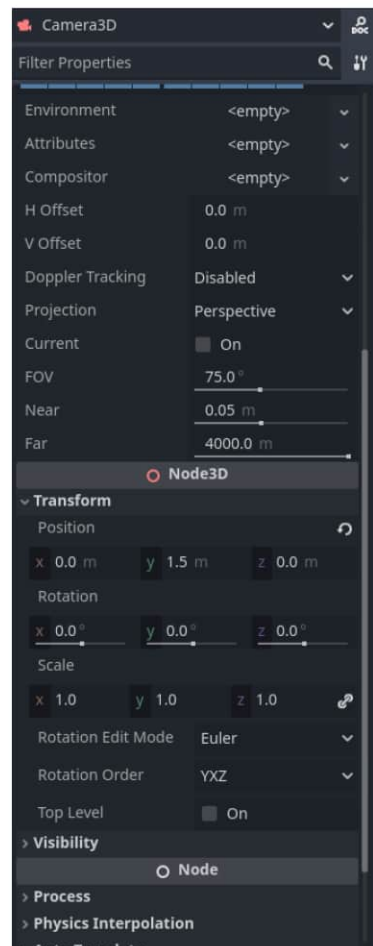 Camera3D
DOC
Filter Properties
Environment <empty>
Attributes <empty>
Compositor <empty>
H Offset 0.0 m
V Offset 0.0 m
Doppler Tracking Disabled
Projection Perspective
Current On
FOV 75.0 °
Near 0.05 m
Far 4000.0 m
Node3D
Transform
Position
x 0.0 m y 1.5 m z 0.0 m
Rotation
x 0.0 ° y 0.0 ° z 0.0 °
Scale
x 1.0 y 1.0 z 1.0
Rotation Edit Mode Euler
Rotation Order YXZ
Top Level On
Visibility
Node
Process
Physics Interpolation